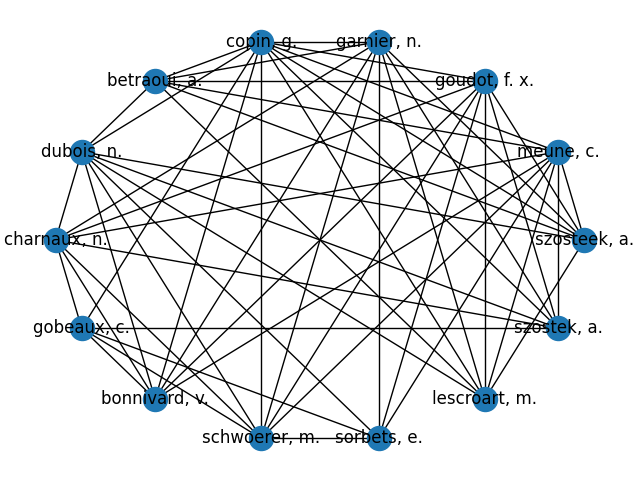 copin, g.
garnier, n.
betraoui, a.
goudot, f. x.
dubois, n.
meune, c.
charnaux, n.
szosteek, a.
gobeaux, c.
szostek, a.
bonnivard, v.
lescroart, m.
schwoerer, m.
sorbets, e.